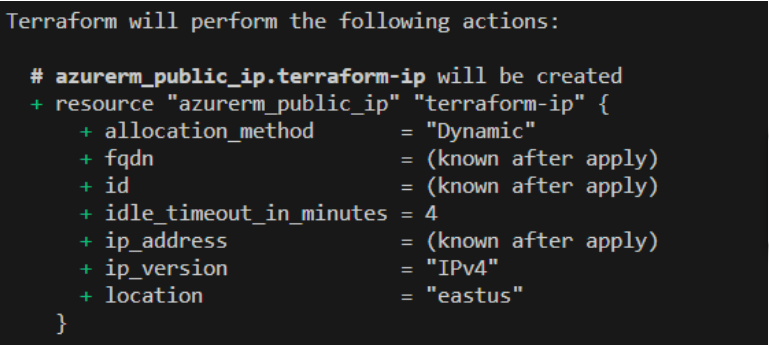 Terraform will perform the following actions:
# azurerm_public_ip.terraform-ip will be created
+ resource "azurerm_public_ip" "terraform-ip" {
+ allocation_method = "Dynamic"
+ fqdn = (known after apply)
+ id = (known after apply)
+ idle_timeout_in_minutes = 4
+ ip_address = (known after apply)
+ ip_version = "IPv4"
+ location = "eastus"
}